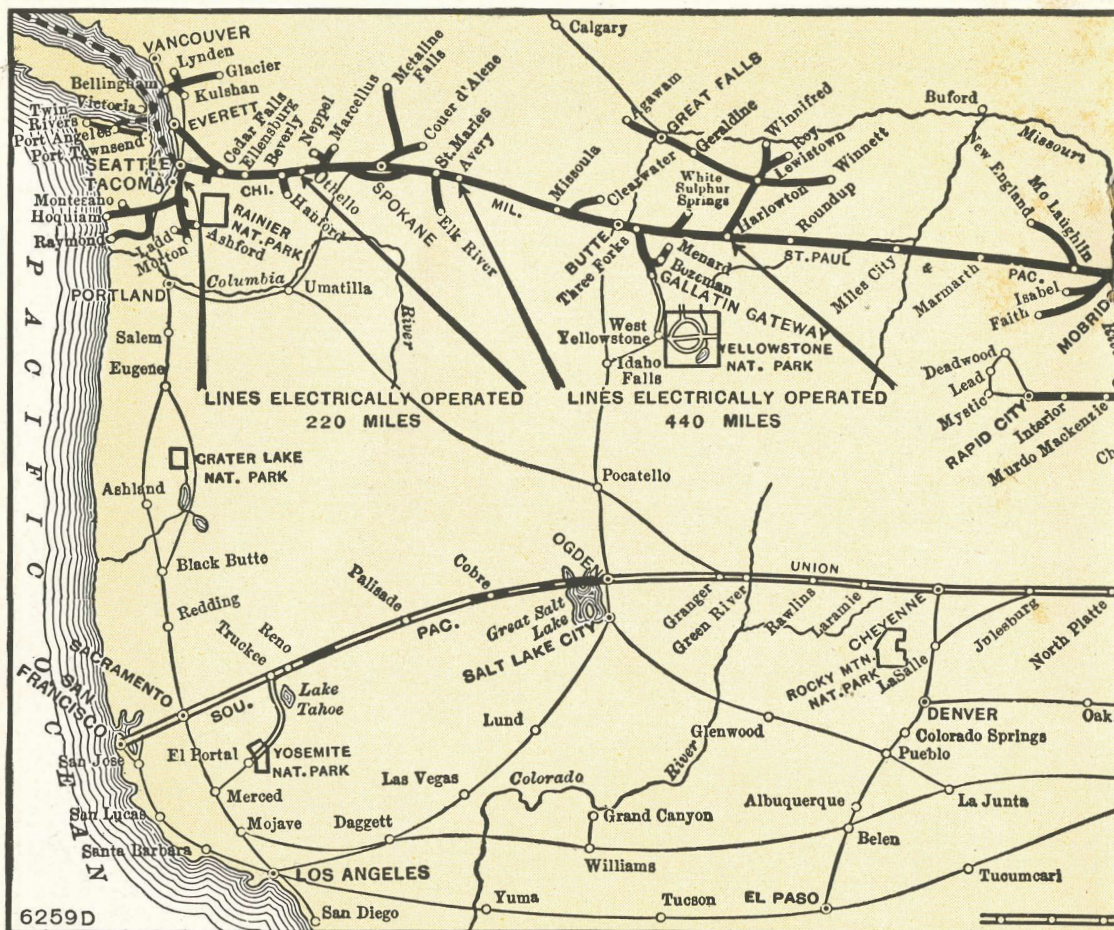 Calgary
VANCOUVER
Lynden
Glacier
Bellingham
Kulshan
Metaline
Falls
Agawam
GREAT FALLS
Geraldine
Winnifred
Roy
Lewistown
Winnett
Buford
Missouri
Twin
Rivers
Victoria
Port Angeles
Port Townsend
EVERETT
Cedar Falls
Ellensburg
Beverly
Neppel
Marcellus
Couer d'Alene
St. Maries
Avery
Missoula
Clearwater
White
Sulphur
Springs
Harlowton
Roundup
New
England
Mc Laughlin
SEATTLE
TACOMA
CHI.
Othello
SPOKANE
MIL.
Monterano
Hoquiam
RAINIER
NAT. PARK
Hanford
Elk River
BUTTE
Three Forks
ST. PAUL
Miles City
&
Marmarth
PAC.
Isabel
Faith
MOBRID
Raymond
Ladd
Ashford
Morton
Menard
Bozeman
GALLATIN GATEWAY
PORTLAND
Columbia
River
Umatilla
West
Yellowstone
YELLOWSTONE
NAT. PARK
Idaho
Falls
Salem
Eugene
Deadwood
Lead
Mystic
RAPID CITY
Interior
Murdo Mackenzie
Ch
LINES ELECTRICALLY OPERATED
220 MILES
LINES ELECTRICALLY OPERATED
440 MILES
CRATER LAKE
NAT. PARK
Ashland
Pocatello
Black Butte
Redding
OGDEN
UNION
Palisade
Cobre
PAC.
Great Salt
Lake
SALT LAKE CITY
Granger
Green River
Rawlins
Laramie
CHEYENNE
Julesburg
North Platte
Truckee
Reno
SACRAMENTO
SOU.
Lake
Tahoe
ROCKY MTN.
NAT. PARK
LaSalle
SAN
FRANCISCO
San Jose
El Portal
YOSEMITE
NAT. PARK
Lund
Glenwood
DENVER
Oak
Colorado Springs
Pueblo
Merced
Las Vegas
Colorado
River
La Junta
San Lucas
Mojave
Daggett
Grand Canyon
Albuquerque
Belen
Santa Barbara
LOS ANGELES
Williams
Tucumcari
San Diego
Yuma
Tucson
EL PASO
PACIFIC
OCEAN
6259D